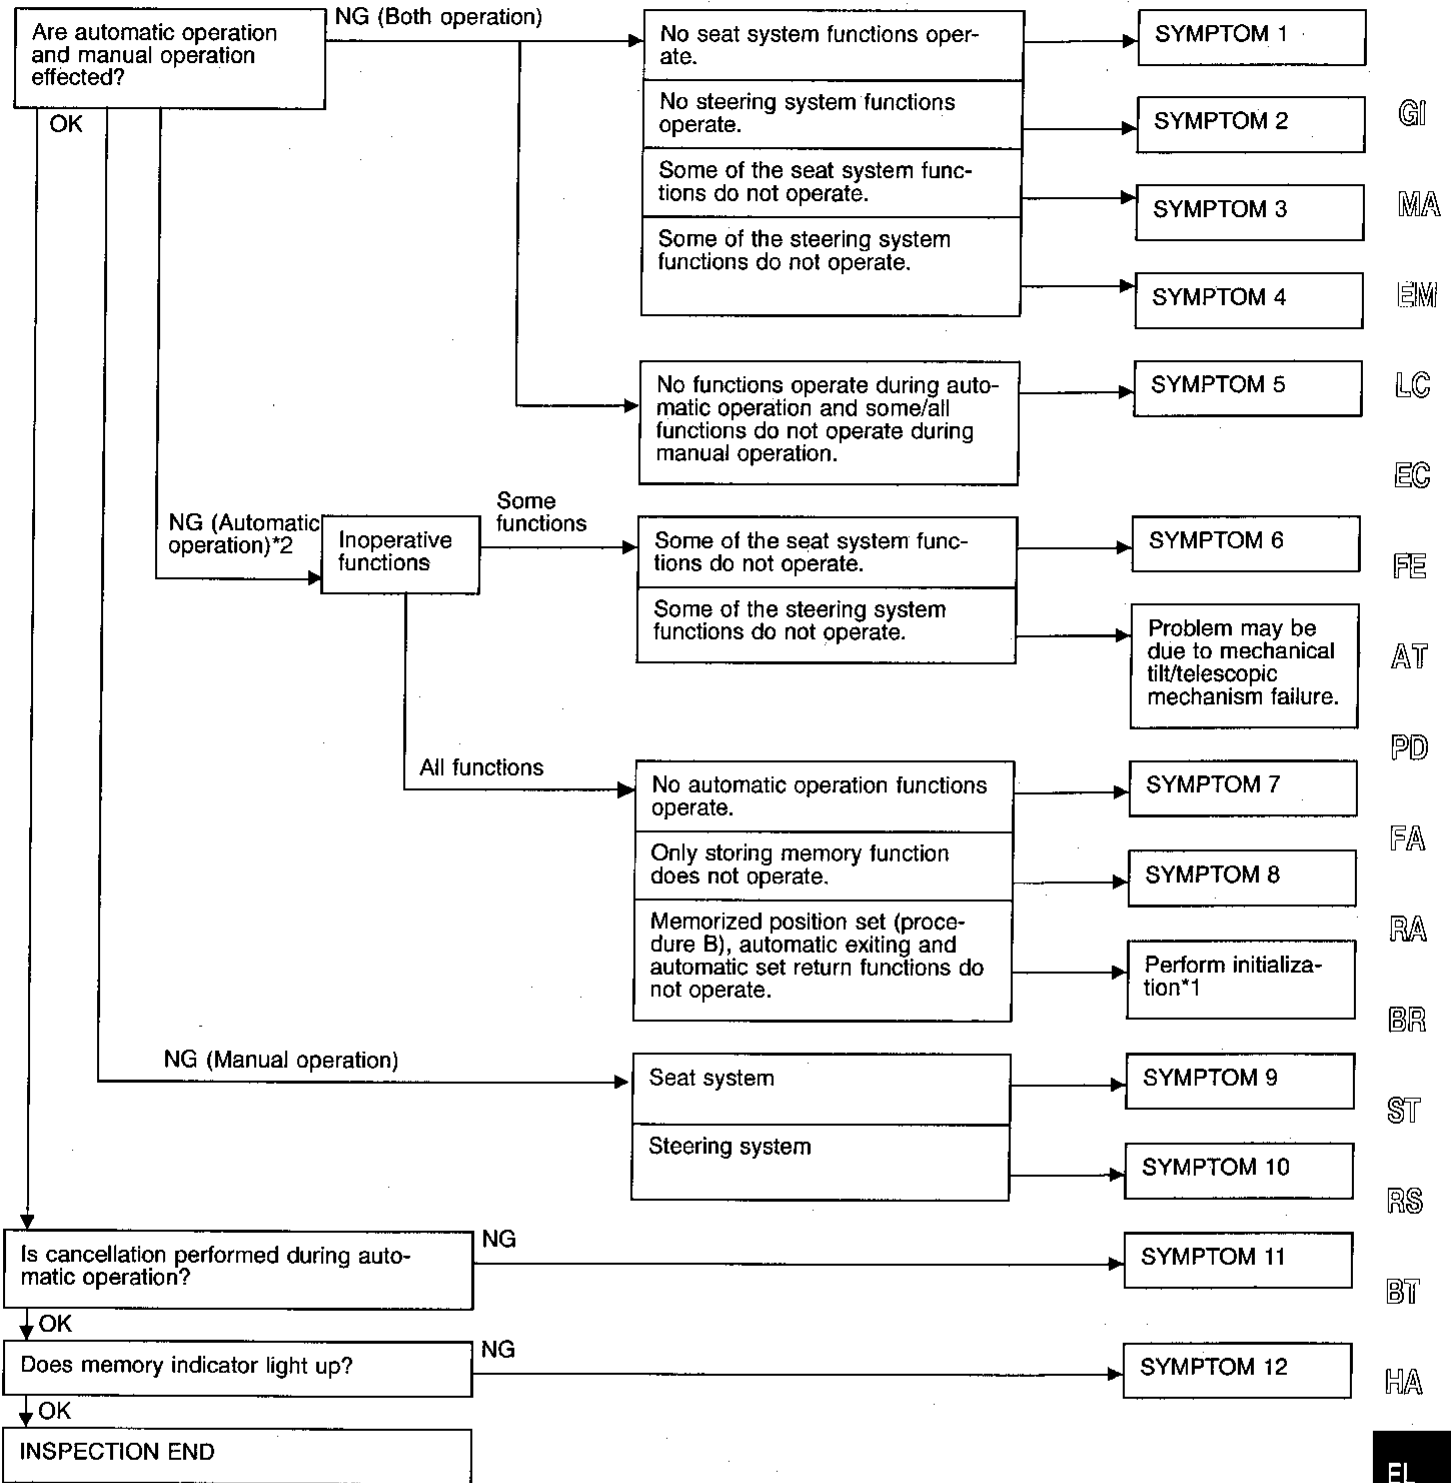 Are automatic operation
and manual operation
effected?
NG (Both operation)
No seat system functions oper-
ate.
SYMPTOM 1
No steering system functions
operate.
SYMPTOM 2
Some of the seat system func-
tions do not operate.
SYMPTOM 3
Some of the steering system
functions do not operate.
SYMPTOM 4
No functions operate during auto-
matic operation and some/all
functions do not operate during
manual operation.
SYMPTOM 5
OK
NG (Automatic
operation)*2
Inoperative
functions
Some
functions
Some of the seat system func-
tions do not operate.
SYMPTOM 6
Some of the steering system
functions do not operate.
Problem may be
due to mechanical
tilt/telescopic
mechanism failure.
All functions
No automatic operation functions
operate.
SYMPTOM 7
Only storing memory function
does not operate.
SYMPTOM 8
Memorized position set (proce-
dure B), automatic exiting and
automatic set return functions do
not operate.
Perform initializa-
tion*1
NG (Manual operation)
Seat system
SYMPTOM 9
Steering system
SYMPTOM 10
Is cancellation performed during auto-
matic operation?
NG
SYMPTOM 11
OK
Does memory indicator light up?
NG
SYMPTOM 12
OK
INSPECTION END
GI
MA
EM
LC
EC
FE
AT
PD
FA
RA
BR
ST
RS
BT
HA
EL